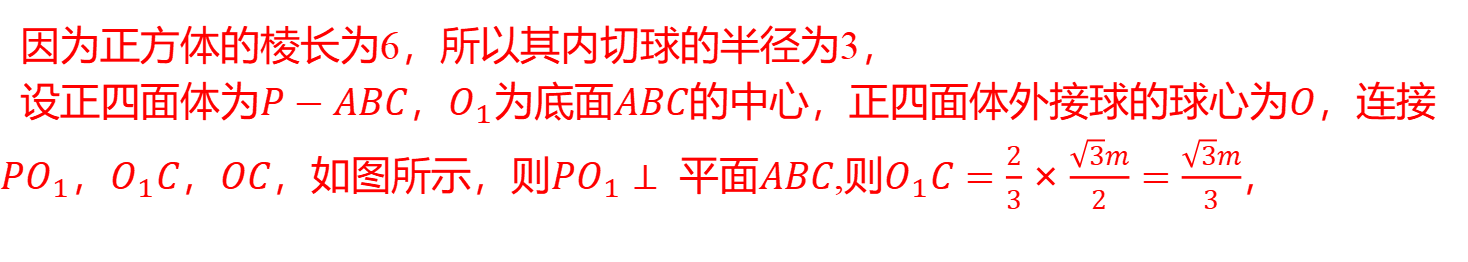 因为正方体的棱长为6，所以其内切球的半径为3，
设正四面体为𝑃 − 𝐴𝐵𝐶，𝑂₁为底面𝐴𝐵𝐶的中心，正四面体外接球的球心为𝑂，连接
𝑃𝑂₁，𝑂₁𝐶，𝑂𝐶，如图所示，则𝑃𝑂₁ ⊥ 平面𝐴𝐵𝐶,则𝑂₁𝐶 = 2/3 × √3𝑚/2 = √3𝑚/3，